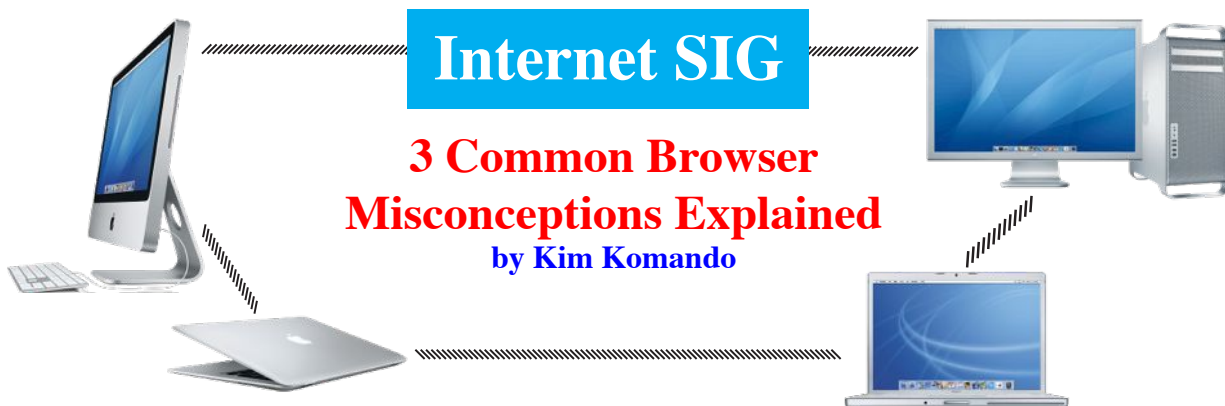 Internet SIG
3 Common Browser
Misconceptions Explained
by Kim Komando